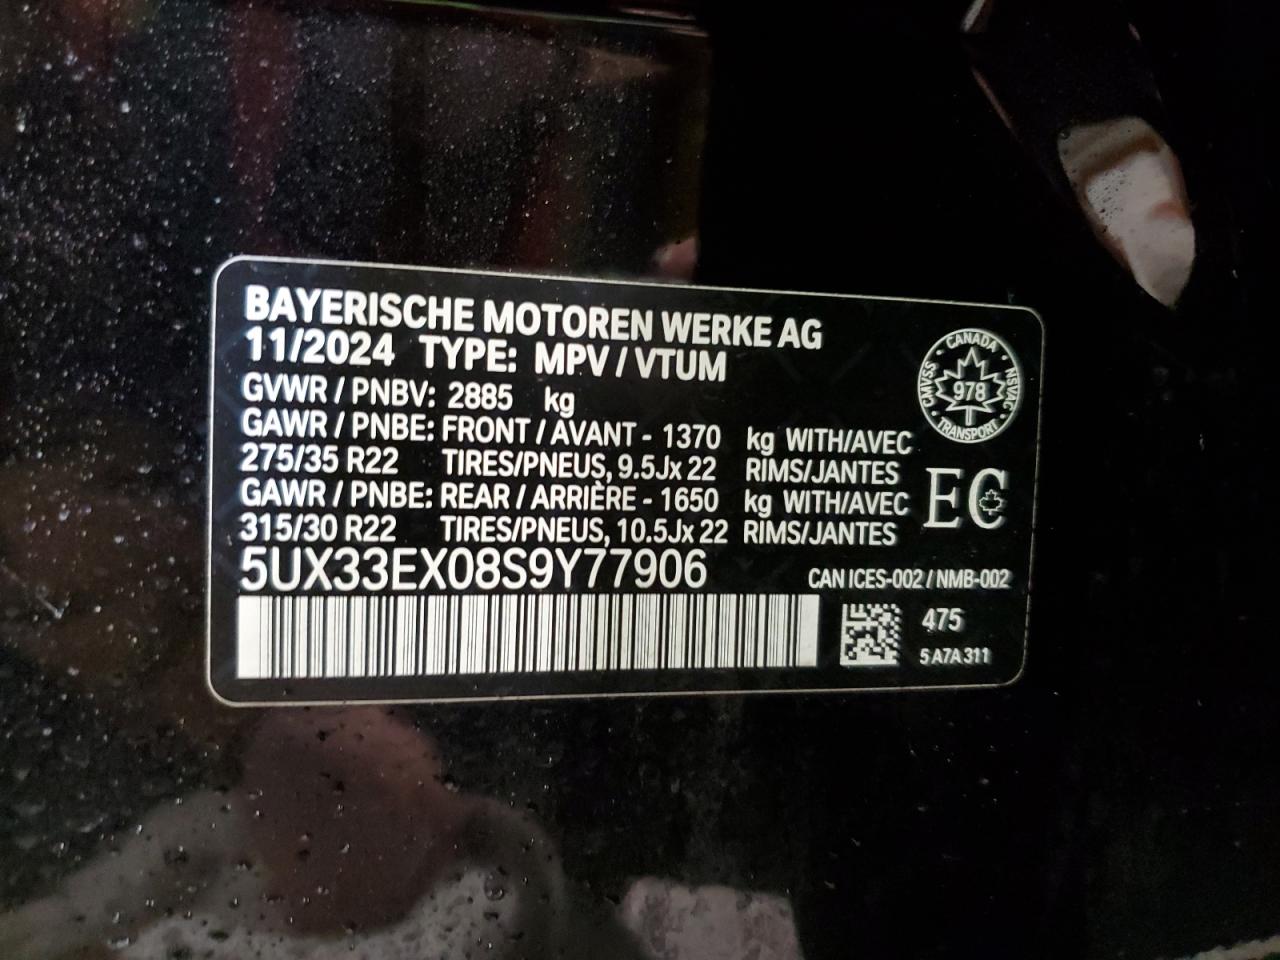 BAYERISCHE MOTOREN WERKE AG
11/2024 TYPE: MPV / VTUM
GVWR / PNBV: 2885 kg
GAWR / PNBE: FRONT / AVANT - 1370 kg WITH/AVEC
275/35 R22 TIRES/PNEUS, 9.5Jx 22 RIMS/JANTES
GAWR / PNBE: REAR / ARRIÈRE - 1650 kg WITH/AVEC
315/30 R22 TIRES/PNEUS, 10.5Jx 22 RIMS/JANTES
5UX33EX08S9Y77906
CANADA
CMVSS
978
NSVAC
TRANSPORT
EC
CAN ICES-002 / NMB-002
475
5 A7A 311